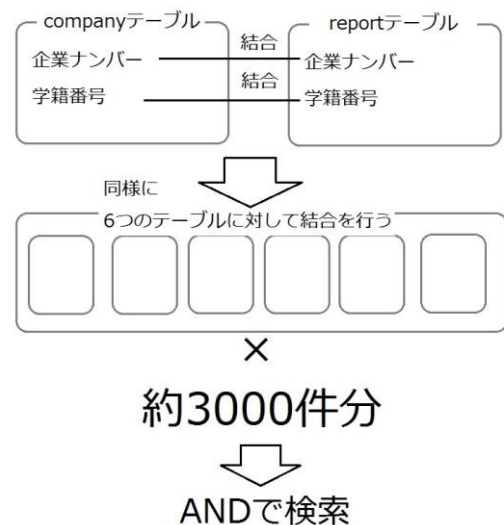 companyテーブル
reportテーブル
結合
企業ナンバー
企業ナンバー
結合
学籍番号
学籍番号
同様に
6つのテーブルに対して結合を行う
×
約3000件分
ANDで検索